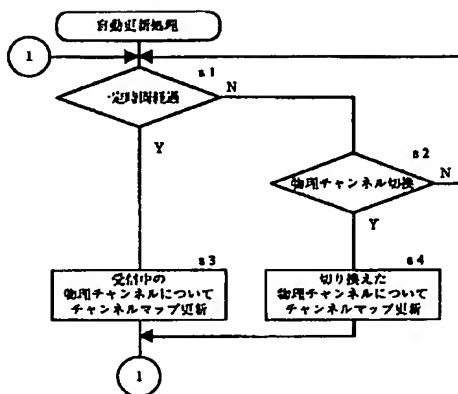 自動更新処理
1
s1
一定時間経過
N
Y
s2
物理チャンネル切換
N
Y
s3
受信中の
物理チャンネルについて
チャンネルマップ更新
s4
切り換えた
物理チャンネルについて
チャンネルマップ更新
1